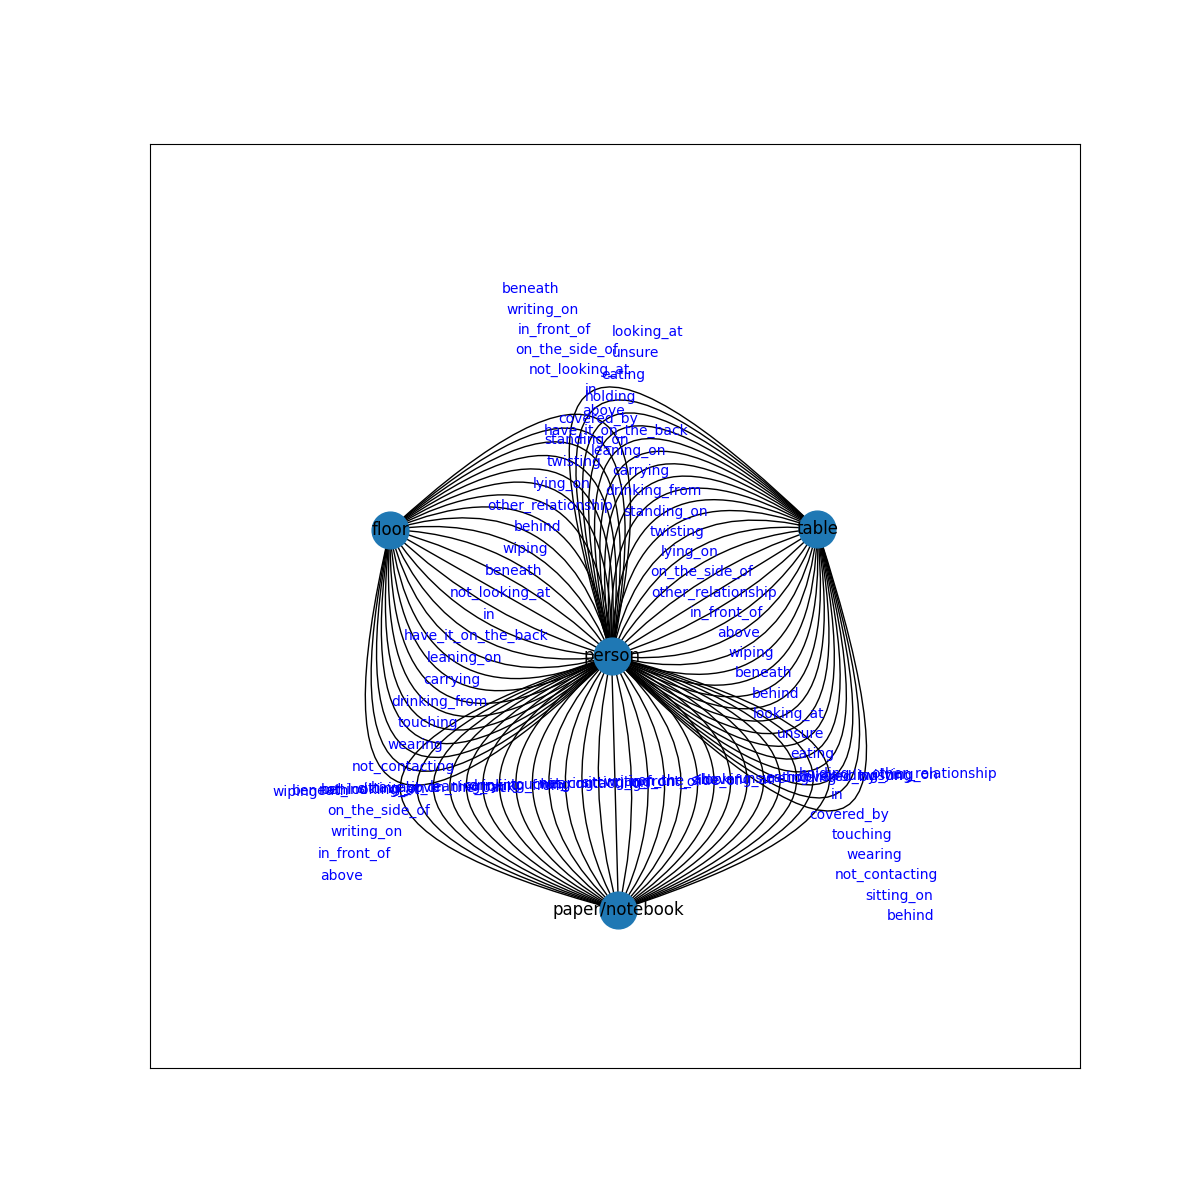 beneath
writing_on
in_front_of
looking_at
on_the_side_of
unsure
not_looking_at
eating
in
holding
above
covered_by
have_it_on_the_back
standing_on
leaning_on
twisting
carrying
lying_on
drinking_from
other_relationship
standing_on
behind
floor
table
twisting
wiping
lying_on
beneath
on_the_side_of
not_looking_at
other_relationship
in
in_front_of
above
have_it_on_the_back
wiping
leaning_on
person
beneath
carrying
behind
drinking_from
looking_at
touching
unsure
wearing
eating
not_contacting
other_relationship
in
on_the_side_of
covered_by
writing_on
touching
in_front_of
wearing
above
not_contacting
sitting_on
paper/notebook
behind